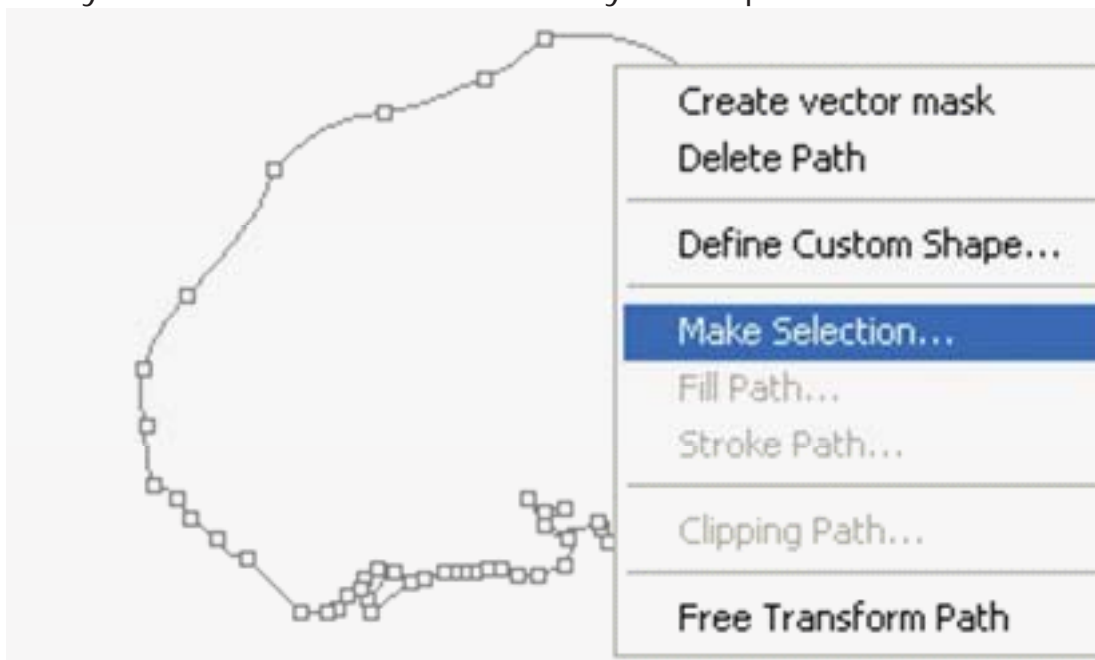 Create vector mask
Delete Path
Define Custom Shape...
Make Selection...
Fill Path...
Stroke Path...
Clipping Path...
Free Transform Path